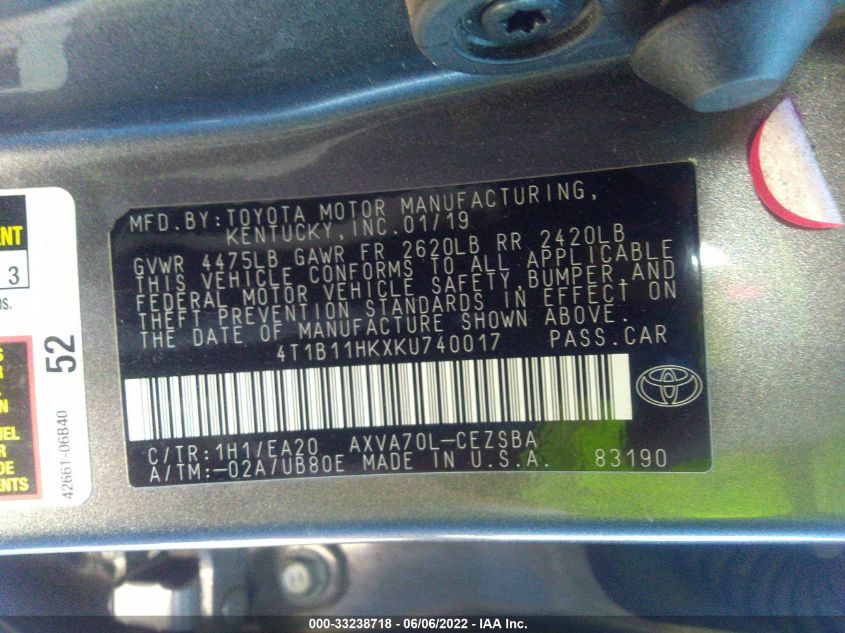 MFD.BY:TOYOTA MOTOR MANUFACTURING,
KENTUCKY,INC.01/19
GVWR 4475LB GAWR FR 2620LB RR 2420LB
THIS VEHICLE CONFORMS TO ALL APPLICABLE
FEDERAL MOTOR VEHICLE SAFETY,BUMPER,AND
THEFT PREVENTION STANDARDS IN EFFECT ON
THE DATE OF MANUFACTURE SHOWN ABOVE.
4T1B11HKXKU740017 PASS.CAR
C/TR:1H1/EA20 AXVA70L-CEZSBA
A/TM:-02A/UB80E MADE IN U.S.A. 83190
3
52
42661-06B40
000-33238718 - 06/06/2022 - IAA Inc.